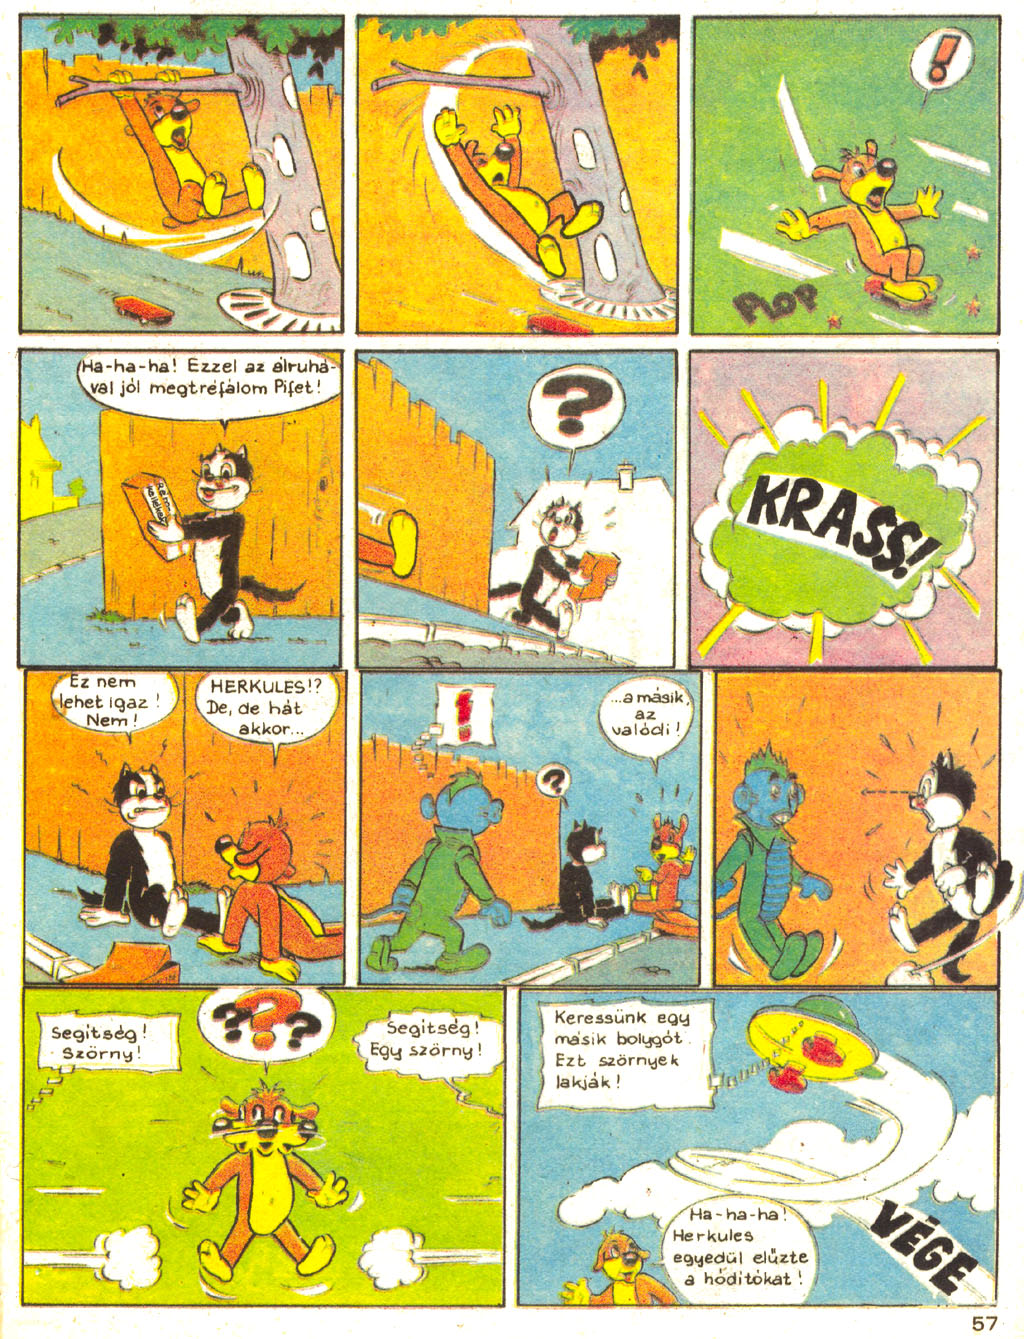 !
PLOP
Ha-ha-ha! Ezzel az álruhá-
val jól megtréfálom Pifet!
?
KRASS!
Ez nem
lehet igaz!
Nem!
HERKULES!?
De, de hát
akkor...
!
?
...a másik,
az
valódi!
Segítség!
Szörny!
???
Segítség!
Egy szörny!
Keressünk egy
másik bolygót.
Ezt szörnyek
lakják!
Ha-ha-ha!
Herkules
egyedül elűzte
a hódítókat!
VÉGE
57